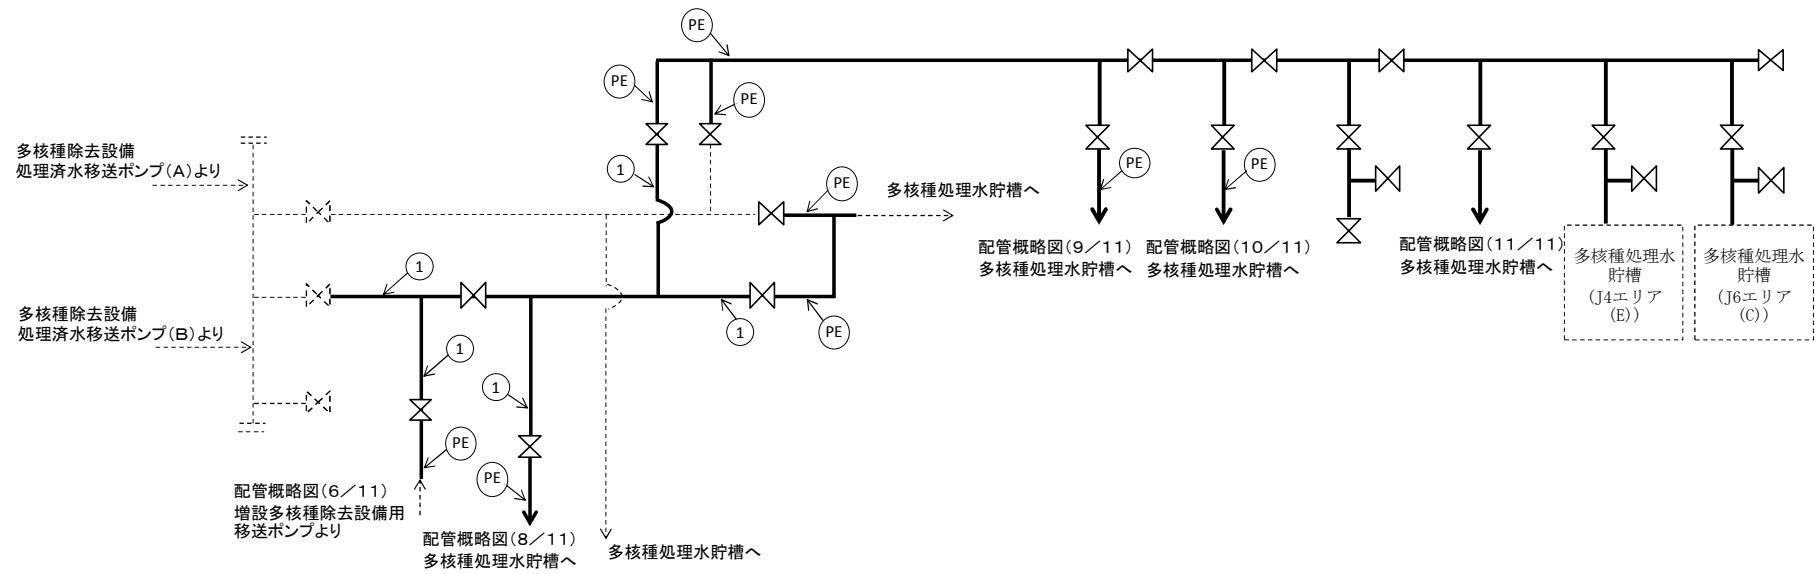 PE
PE
PE
多核種除去設備
処理済水移送ポンプ(A)より
1
PE
多核種処理水貯槽へ
PE
PE
配管概略図(9/11)
多核種処理水貯槽へ
配管概略図(10/11)
多核種処理水貯槽へ
配管概略図(11/11)
多核種処理水貯槽へ
多核種処理水
貯槽
(J4エリア
(E))
多核種処理水
貯槽
(J6エリア
(C))
1
多核種除去設備
処理済水移送ポンプ(B)より
1
PE
1
1
PE
PE
配管概略図(6/11)
増設多核種除去設備用
移送ポンプより
配管概略図(8/11)
多核種処理水貯槽へ
多核種処理水貯槽へ